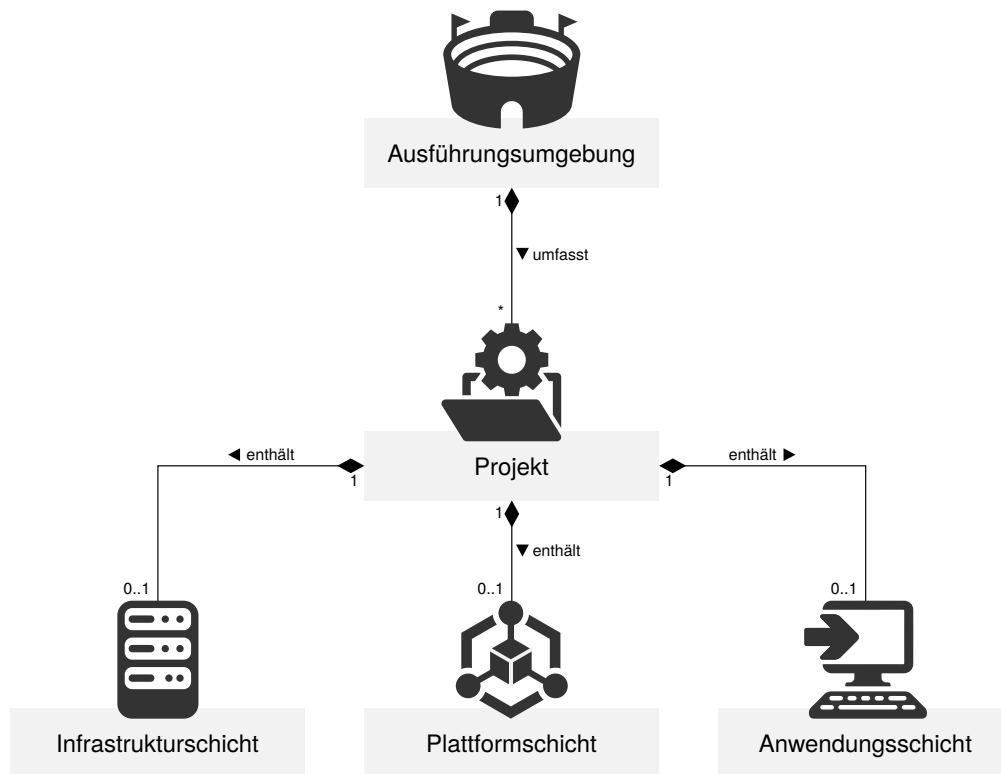 Ausführungsumgebung
1
▼ umfasst
*
Projekt
◀ enthält
1
enthält ▶
1
1
▼ enthält
0..1
0..1
0..1
Infrastrukturschicht
Plattformschicht
Anwendungsschicht